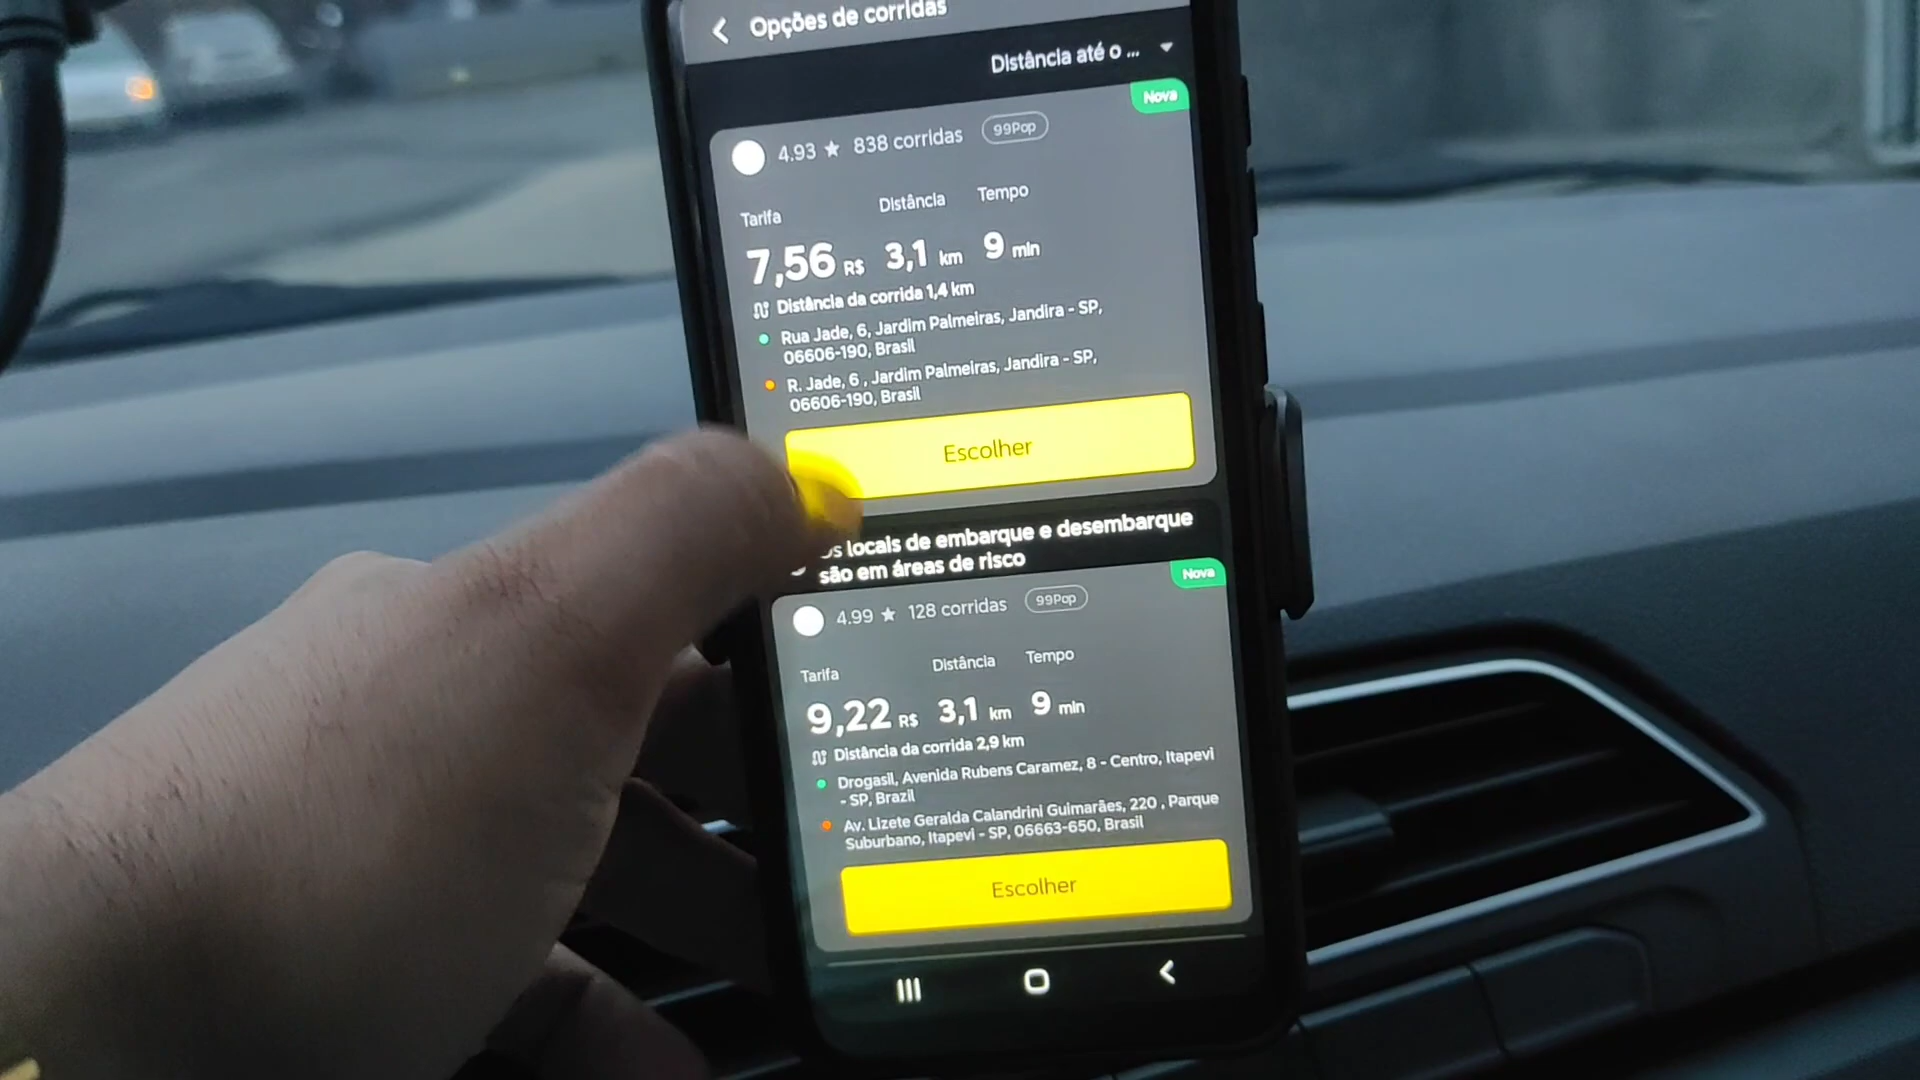 Opções de corridas
Distância até o ...
Nova
4.93 ★ 838 corridas 99Pop
Tarifa Distância Tempo
7,56 R$ 3,1 km 9 min
Distância da corrida 1,4 km
Rua Jade, 6, Jardim Palmeiras, Jandira - SP,
06606-190, Brasil
R. Jade, 6 , Jardim Palmeiras, Jandira - SP,
06606-190, Brasil
Escolher
locais de embarque e desembarque
são em áreas de risco
Nova
4.99 ★ 128 corridas 99Pop
Tarifa Distância Tempo
9,22 R$ 3,1 km 9 min
Distância da corrida 2,9 km
Drogasil, Avenida Rubens Caramez, 8 - Centro, Itapevi
- SP, Brazil
Av. Lizete Geralda Calandrini Guimarães, 220 , Parque
Suburbano, Itapevi - SP, 06663-650, Brasil
Escolher